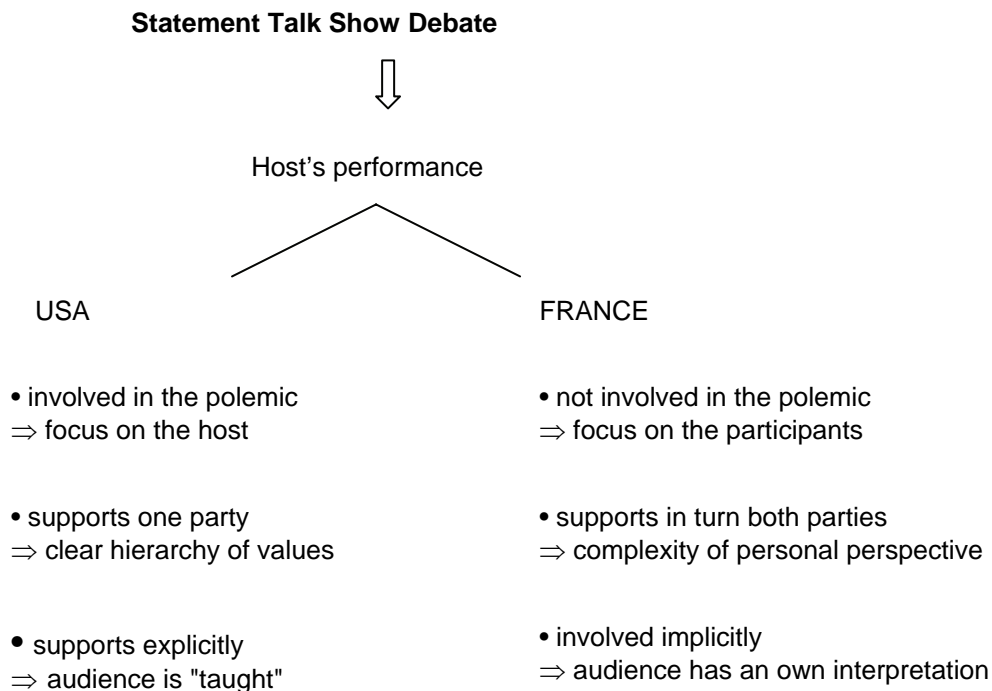 Statement Talk Show Debate
Host's performance
USA
• involved in the polemic
⇒ focus on the host
• supports one party
⇒ clear hierarchy of values
• supports explicitly
⇒ audience is "taught"
FRANCE
• not involved in the polemic
⇒ focus on the participants
• supports in turn both parties
⇒ complexity of personal perspective
• involved implicitly
⇒ audience has an own interpretation